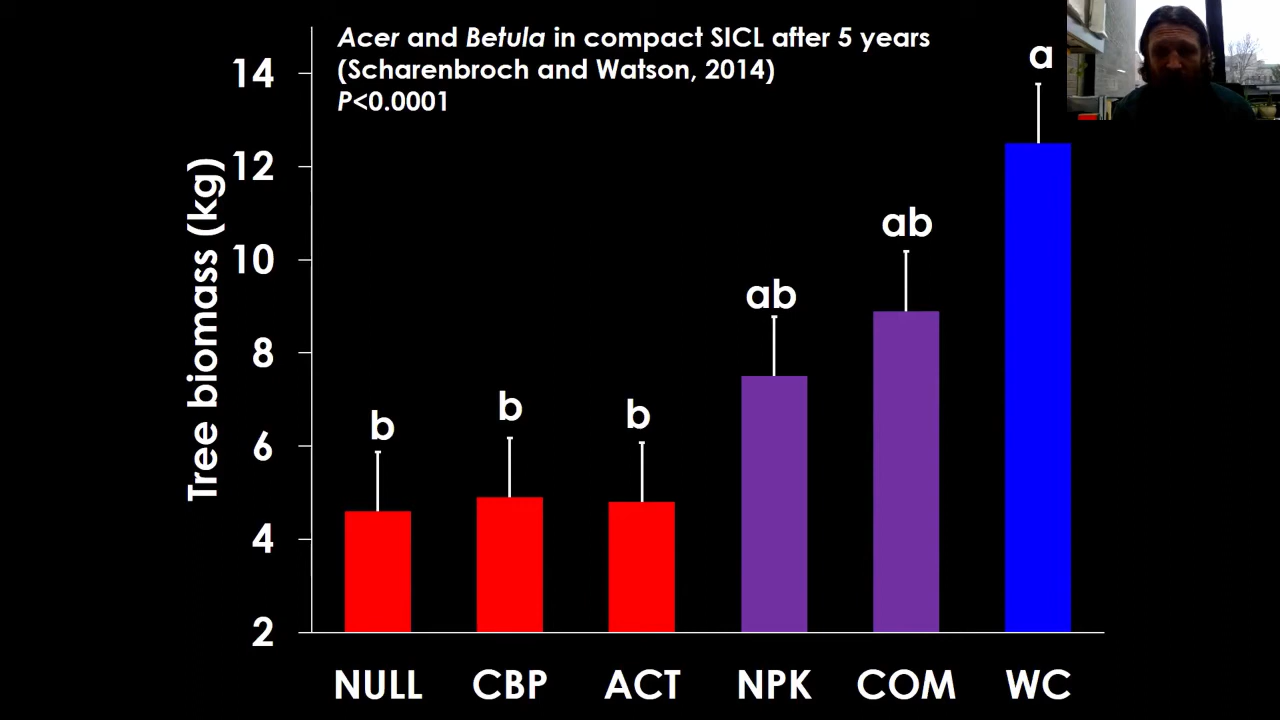 Acer and Betula in compact SICL after 5 years
(Scharenbroch and Watson, 2014)
P<0.0001
a
ab
ab
b
b
b
Tree biomass (kg)
14
12
10
8
6
4
2
NULL CBP ACT NPK COM WC